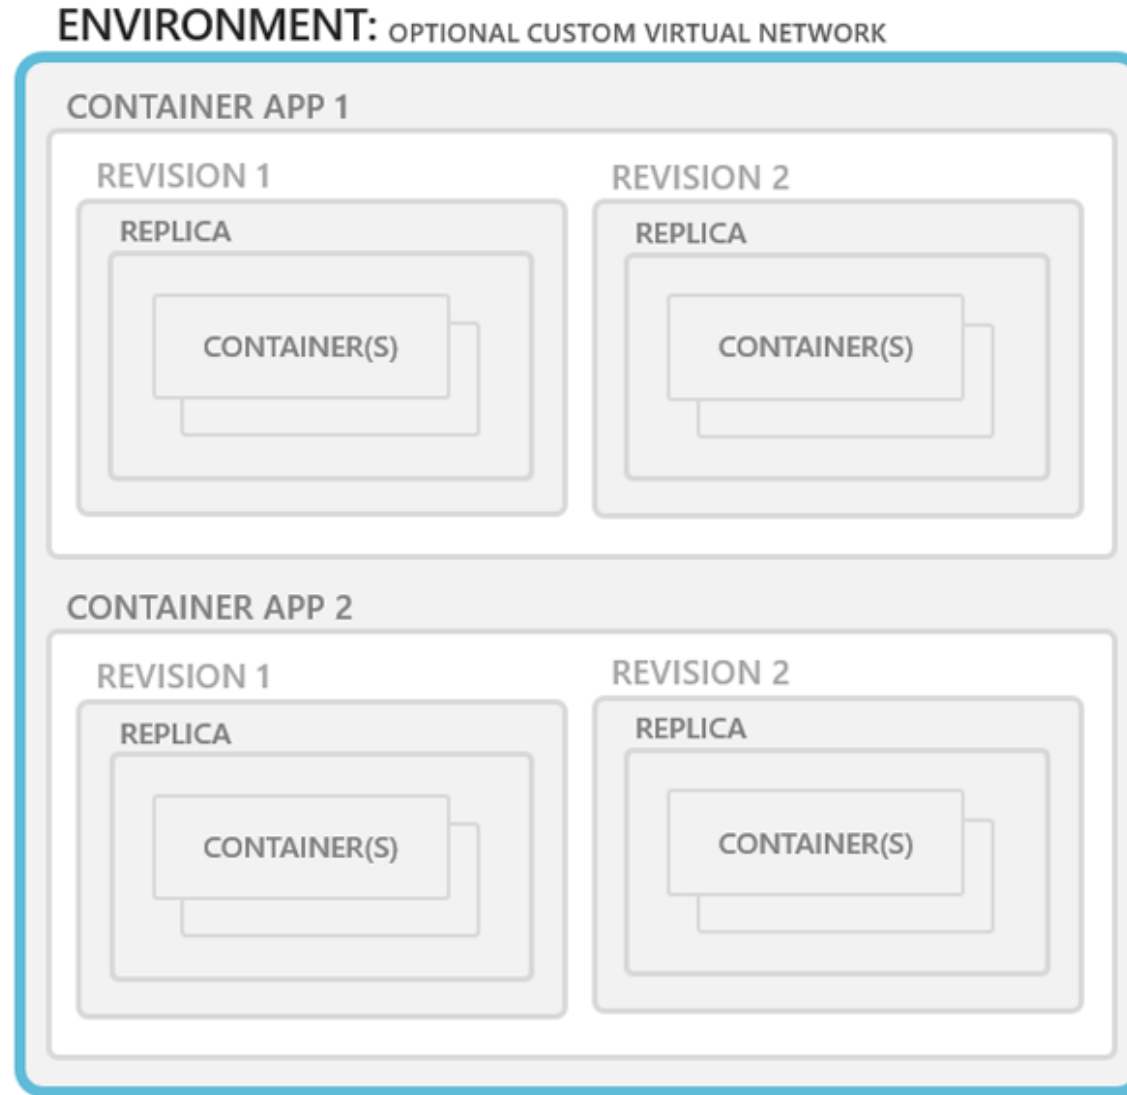 ENVIRONMENT: OPTIONAL CUSTOM VIRTUAL NETWORK
CONTAINER APP 1
REVISION 1
REPLICA
CONTAINER(S)
REVISION 2
REPLICA
CONTAINER(S)
CONTAINER APP 2
REVISION 1
REPLICA
CONTAINER(S)
REVISION 2
REPLICA
CONTAINER(S)